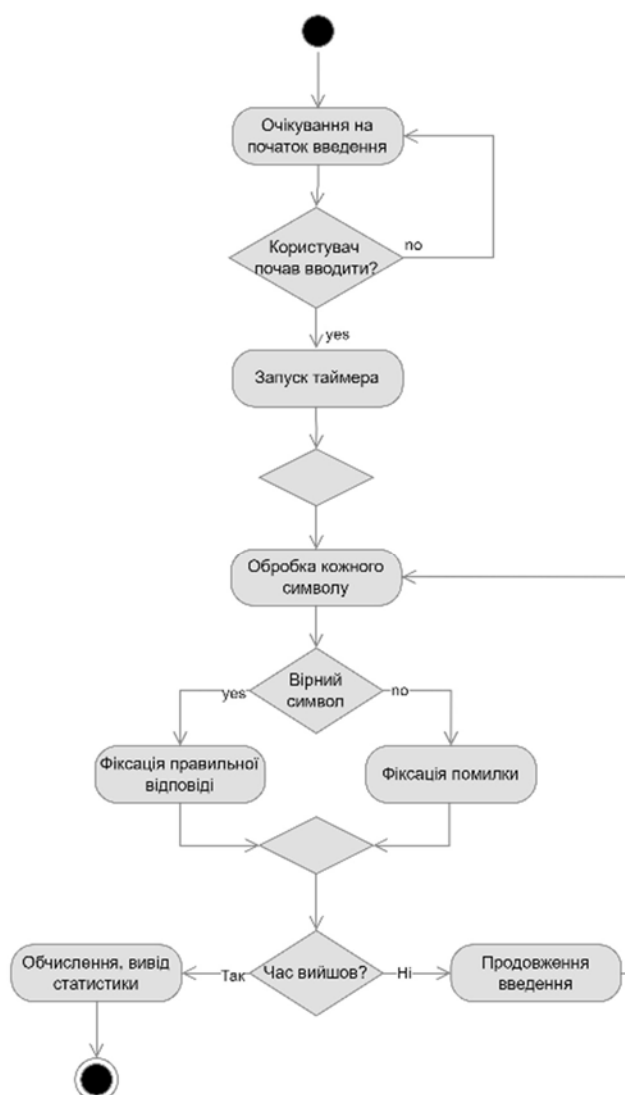 Очікування на
початок введення
Користувач
почав вводити?
no
yes
Запуск таймера
Обробка кожного
символу
Вірний
символ
yes
no
Фіксація правильної
відповіді
Фіксація помилки
Обчислення, вивід
статистики
Так
Час вийшов?
Ні
Продовження
введення